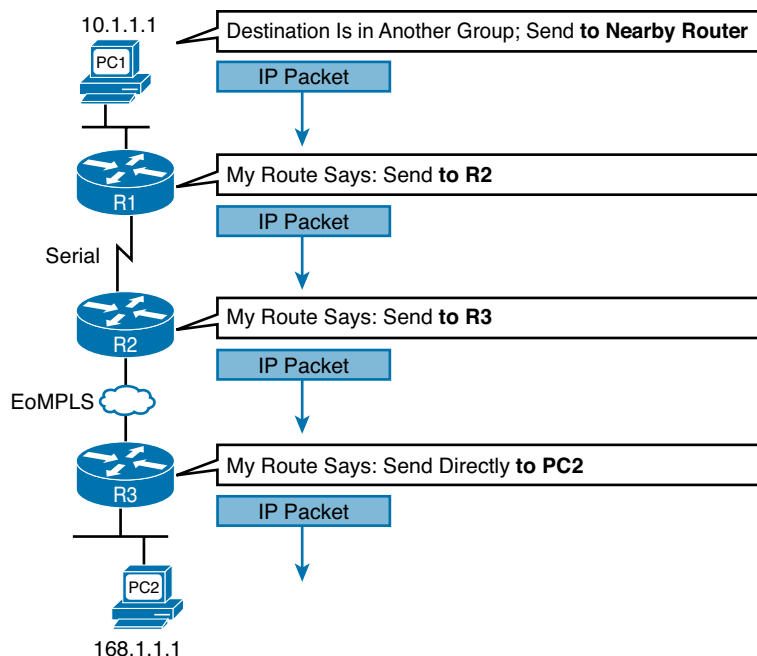 10.1.1.1
PC1
Destination Is in Another Group; Send to Nearby Router
IP Packet
R1
My Route Says: Send to R2
IP Packet
Serial
R2
My Route Says: Send to R3
IP Packet
EoMPLS
R3
My Route Says: Send Directly to PC2
IP Packet
PC2
168.1.1.1